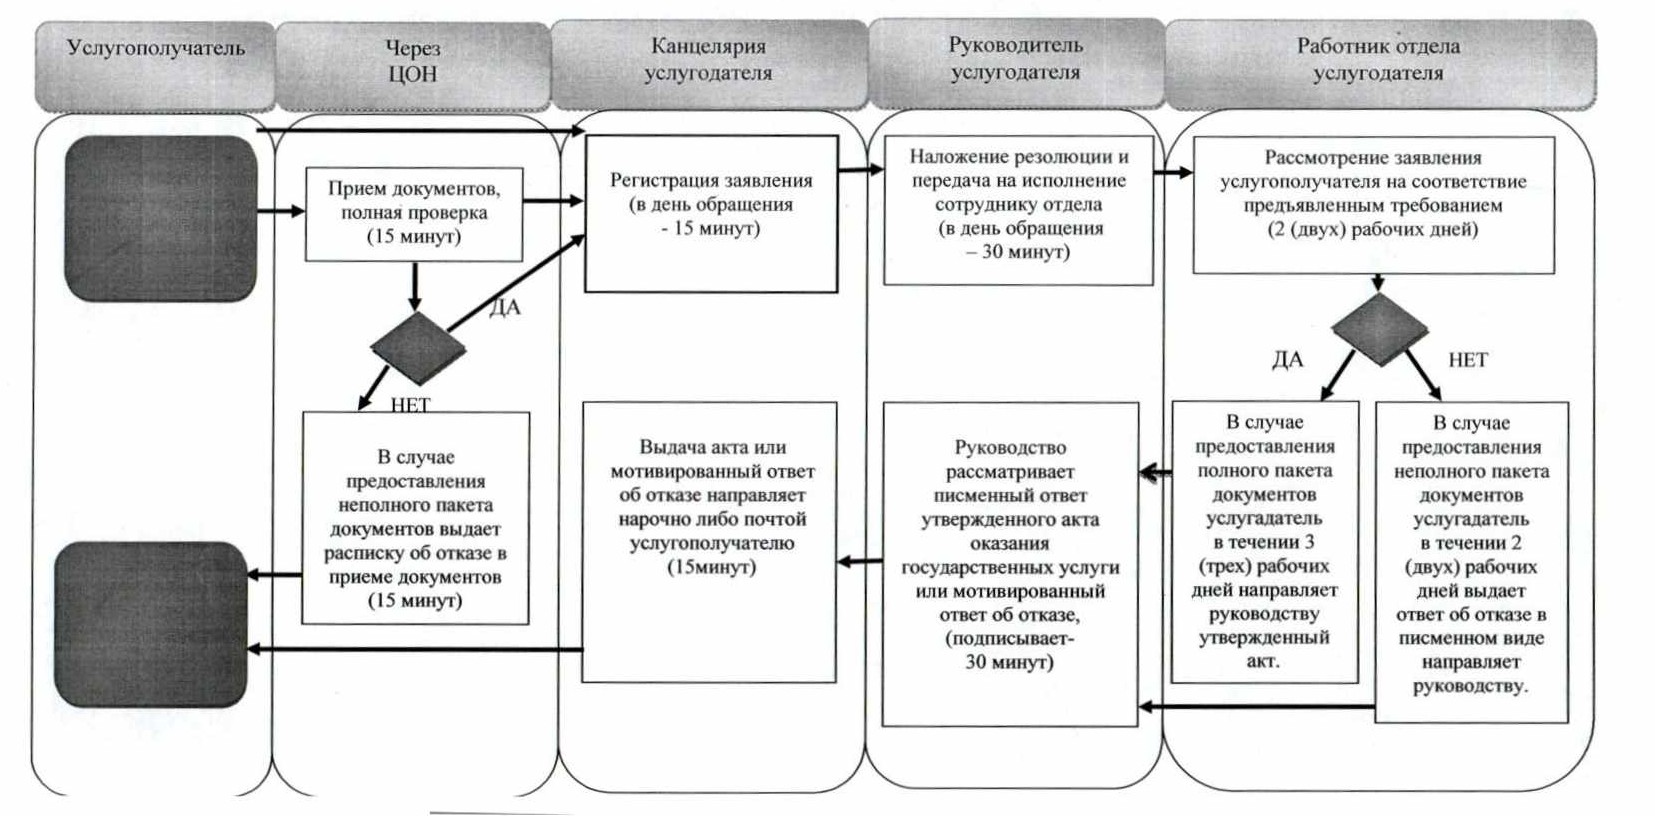 Услугополучатель
Через
ЦОН
Канцелярия
услугодателя
Руководитель
услугодателя
Работник отдела
услугодателя
Прием документов,
полная проверка
(15 минут)
Регистрация заявления
(в день обращения
- 15 минут)
Наложение резолюции и
передача на исполнение
сотруднику отдела
(в день обращения
– 30 минут)
Рассмотрение заявления
услугополучателя на соответствие
предъявленным требованием
(2 (двух) рабочих дней)
ДА
НЕТ
ДА
НЕТ
В случае
предоставления
неполного пакета
документов выдает
расписку об отказе в
приеме документов
(15 минут)
Выдача акта или
мотивированный ответ
об отказе направляет
нарочно либо почтой
услугополучателю
(15минут)
Руководство
рассматривает
писменный ответ
утвержденного акта
оказания
государственных услуги
или мотивированный
ответ об отказе,
(подписывает-
30 минут)
В случае
предоставления
полного пакета
документов
услугадатель
в течении 3
(трех) рабочих
дней направляет
руководству
утвержденный
акт.
В случае
предоставления
неполного пакета
документов
услугадатель
в течении 2
(двух) рабочих
дней выдает
ответ об отказе в
писменном виде
направляет
руководству.